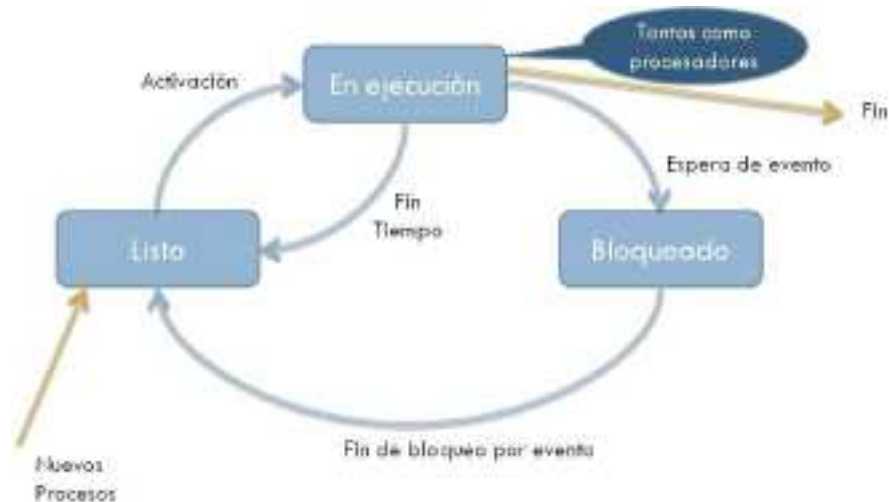 Tantos como
procesadores
Activación
En ejecución
Fin
Espera de evento
Fin
Tiempo
Listo
Bloqueado
Fin de bloqueo por evento
Nuevos
Procesos